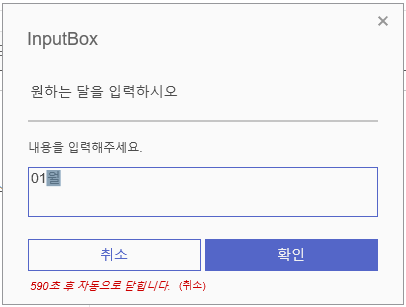 InputBox
원하는 달을 입력하시오
내용을 입력해주세요.
01월
취소 확인
590초 후 자동으로 닫힙니다. (취소)